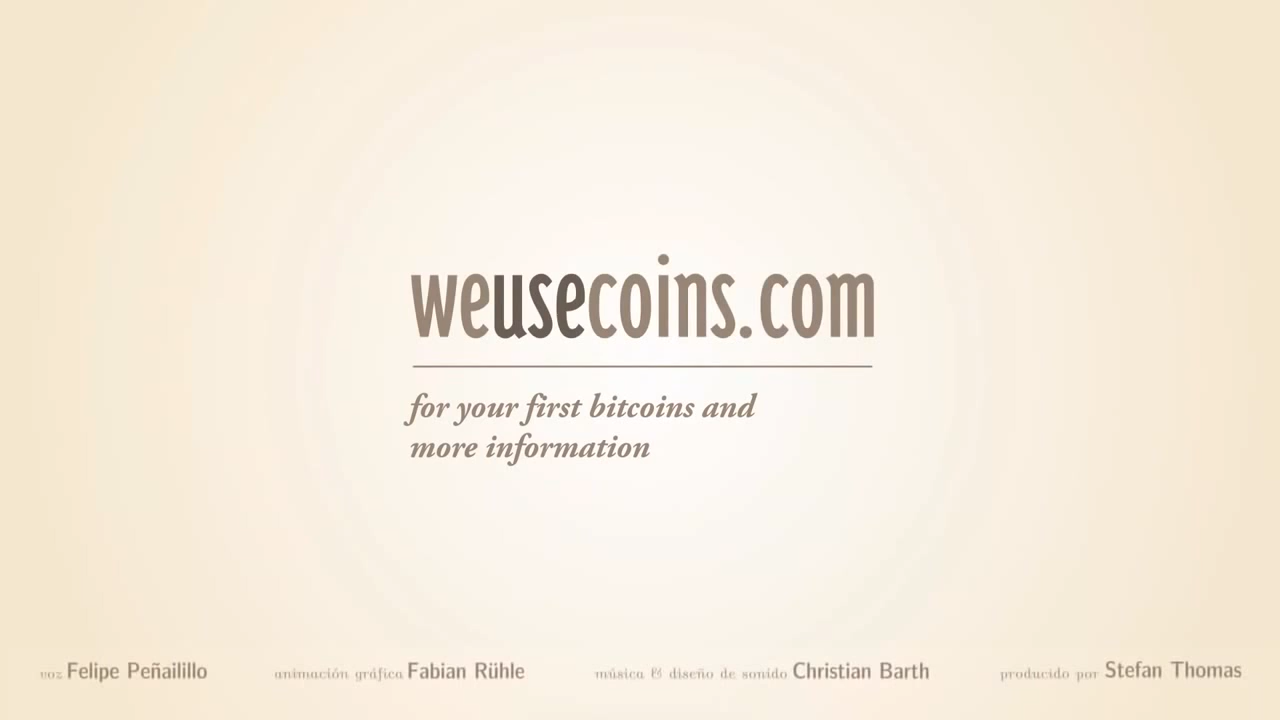 weusecoins.com
for your first bitcoins and
more information
voz Felipe Peñailillo animación gráfica Fabian Rühle música & diseño de sonido Christian Barth producido por Stefan Thomas